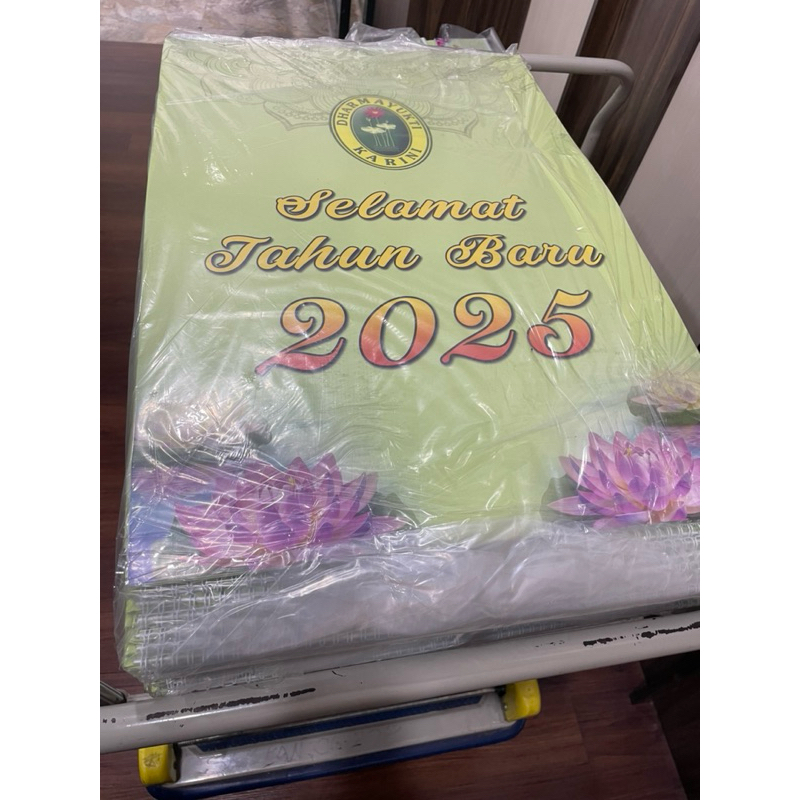 DHARMAYUKTI
KARINI
Selamat
Tahun Baru
2025